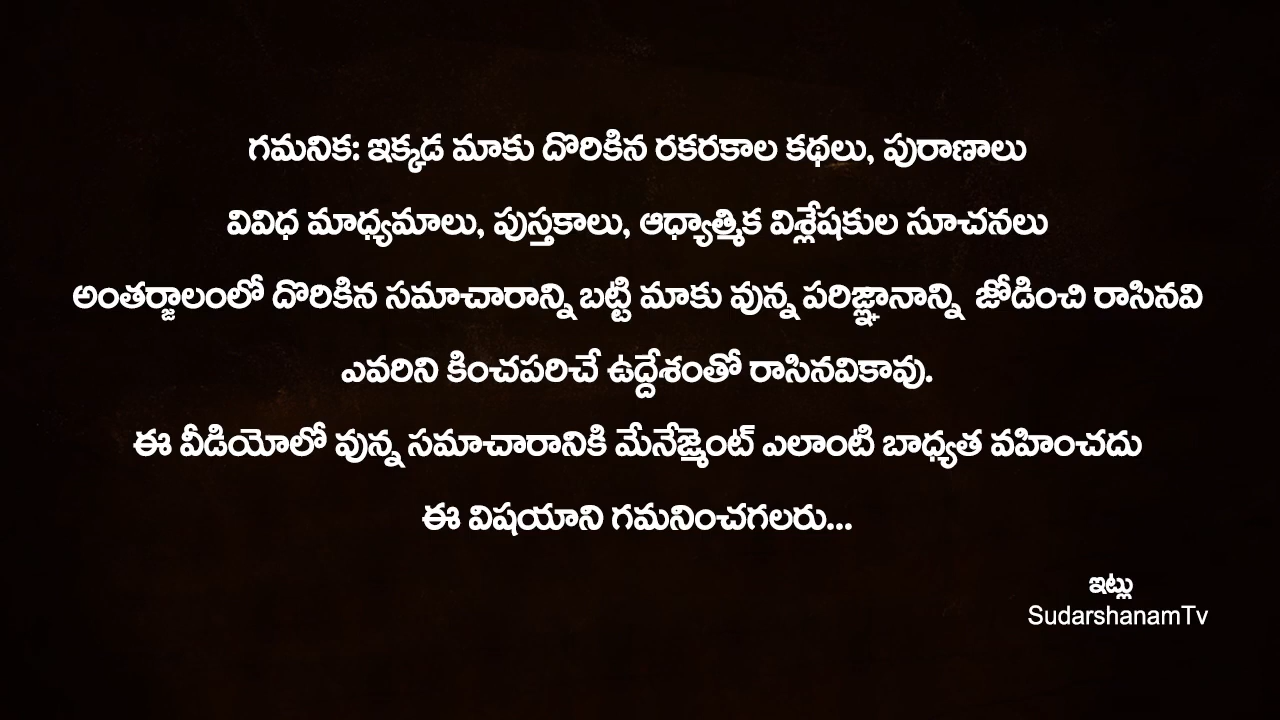 గమనిక: ఇక్కడ మాకు దొరికిన రకరకాల కథలు, పురాణాలు
వివిధ మాధ్యమాలు, పుస్తకాలు, ఆధ్యాత్మిక విశ్లేషకుల సూచనలు
అంతర్జాలంలో దొరికిన సమాచారాన్ని బట్టి మాకు వున్న పరిజ్ఞానాన్ని జోడించి రాసినవి
ఎవరిని కించపరిచే ఉద్దేశంతో రాసినవికావు.
ఈ వీడియోలో వున్న సమాచారానికి మేనేజ్మెంట్ ఎలాంటి బాధ్యత వహించదు
ఈ విషయాని గమనించగలరు...
ఇట్లు
SudarshanamTv